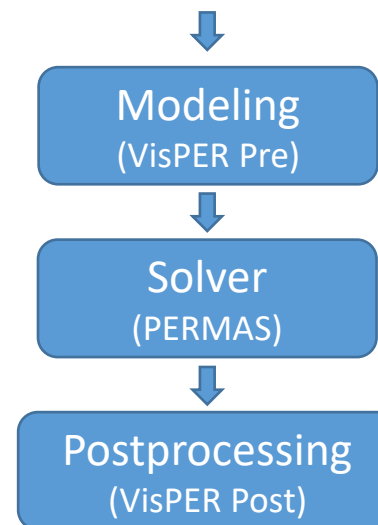 Modeling
(VisPER Pre)
Solver
(PERMAS)
Postprocessing
(VisPER Post)